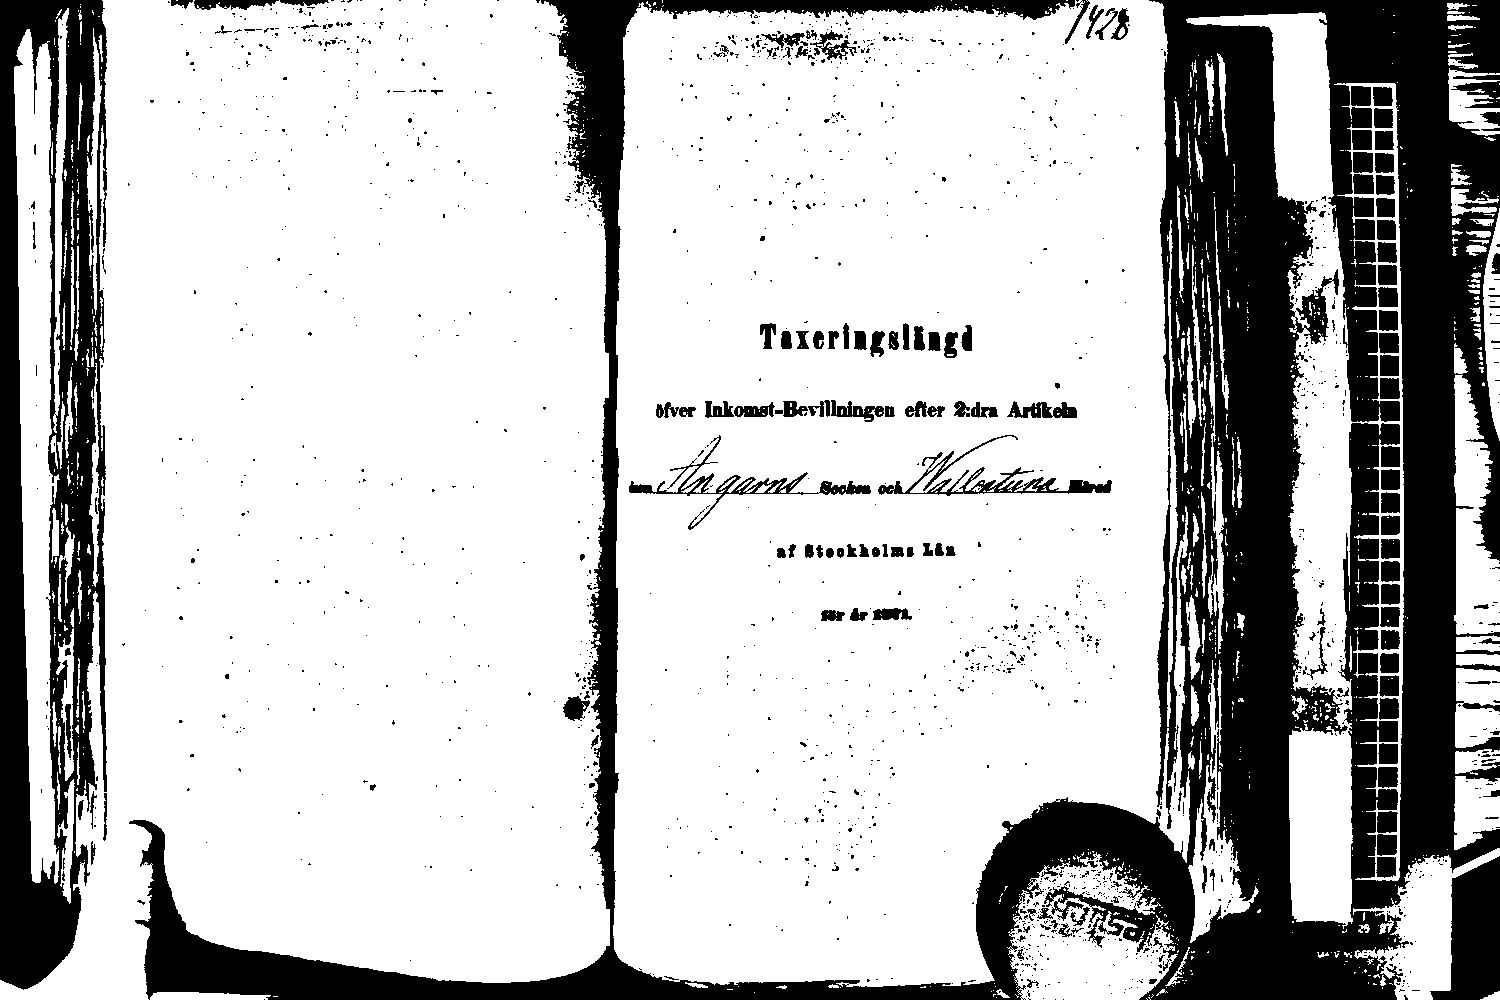 1428
Taxeringslängd
öfver Inkomst-Bevillningen efter 2:dra Artikeln
inom Angarns Socken och Wallentuna Härad
af Stockholms Län
för år 1871.